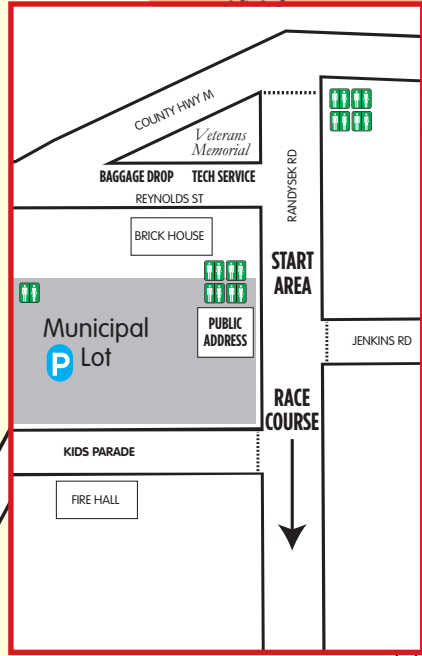 COUNTY HWY M
Veterans
Memorial
BAGGAGE DROP
TECH SERVICE
REYNOLDS ST
RANDYSEK RD
BRICK HOUSE
START
AREA
PUBLIC
ADDRESS
Municipal
P Lot
JENKINS RD
RACE
COURSE
KIDS PARADE
FIRE HALL